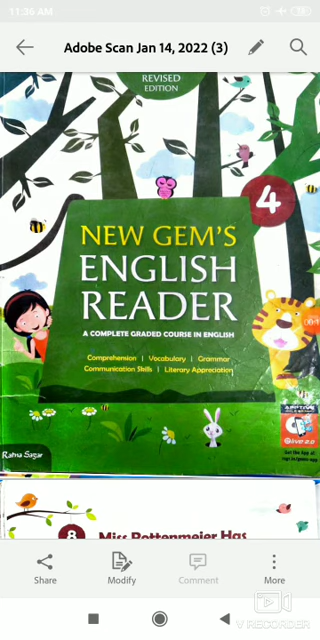 11:36 AM
Adobe Scan Jan 14, 2022 (3)
REVISED
EDITION
4
NEW GEM'S
ENGLISH
READER
A COMPLETE GRADED COURSE IN ENGLISH
Comprehension | Vocabulary | Grammar
Communication Skills | Literary Appreciation
Ratna Sagar
8 Miss Rottenmeier Has
Share
Modify
Comment
More
V RECORDER